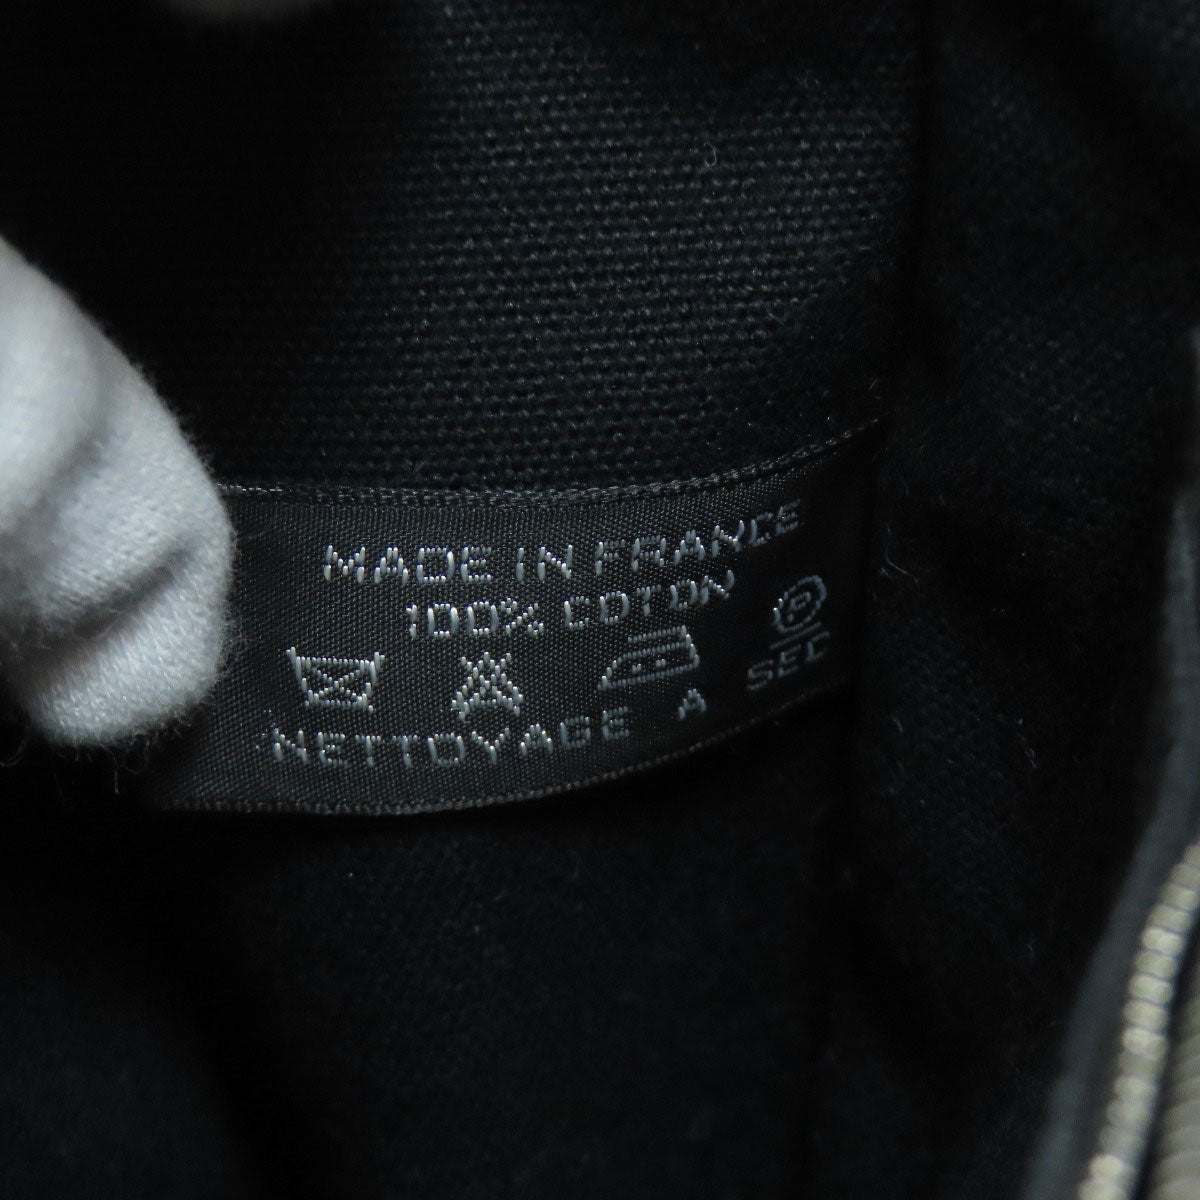 MADE IN FRANCE
100% COTON
P
NETTOYAGE A SEC